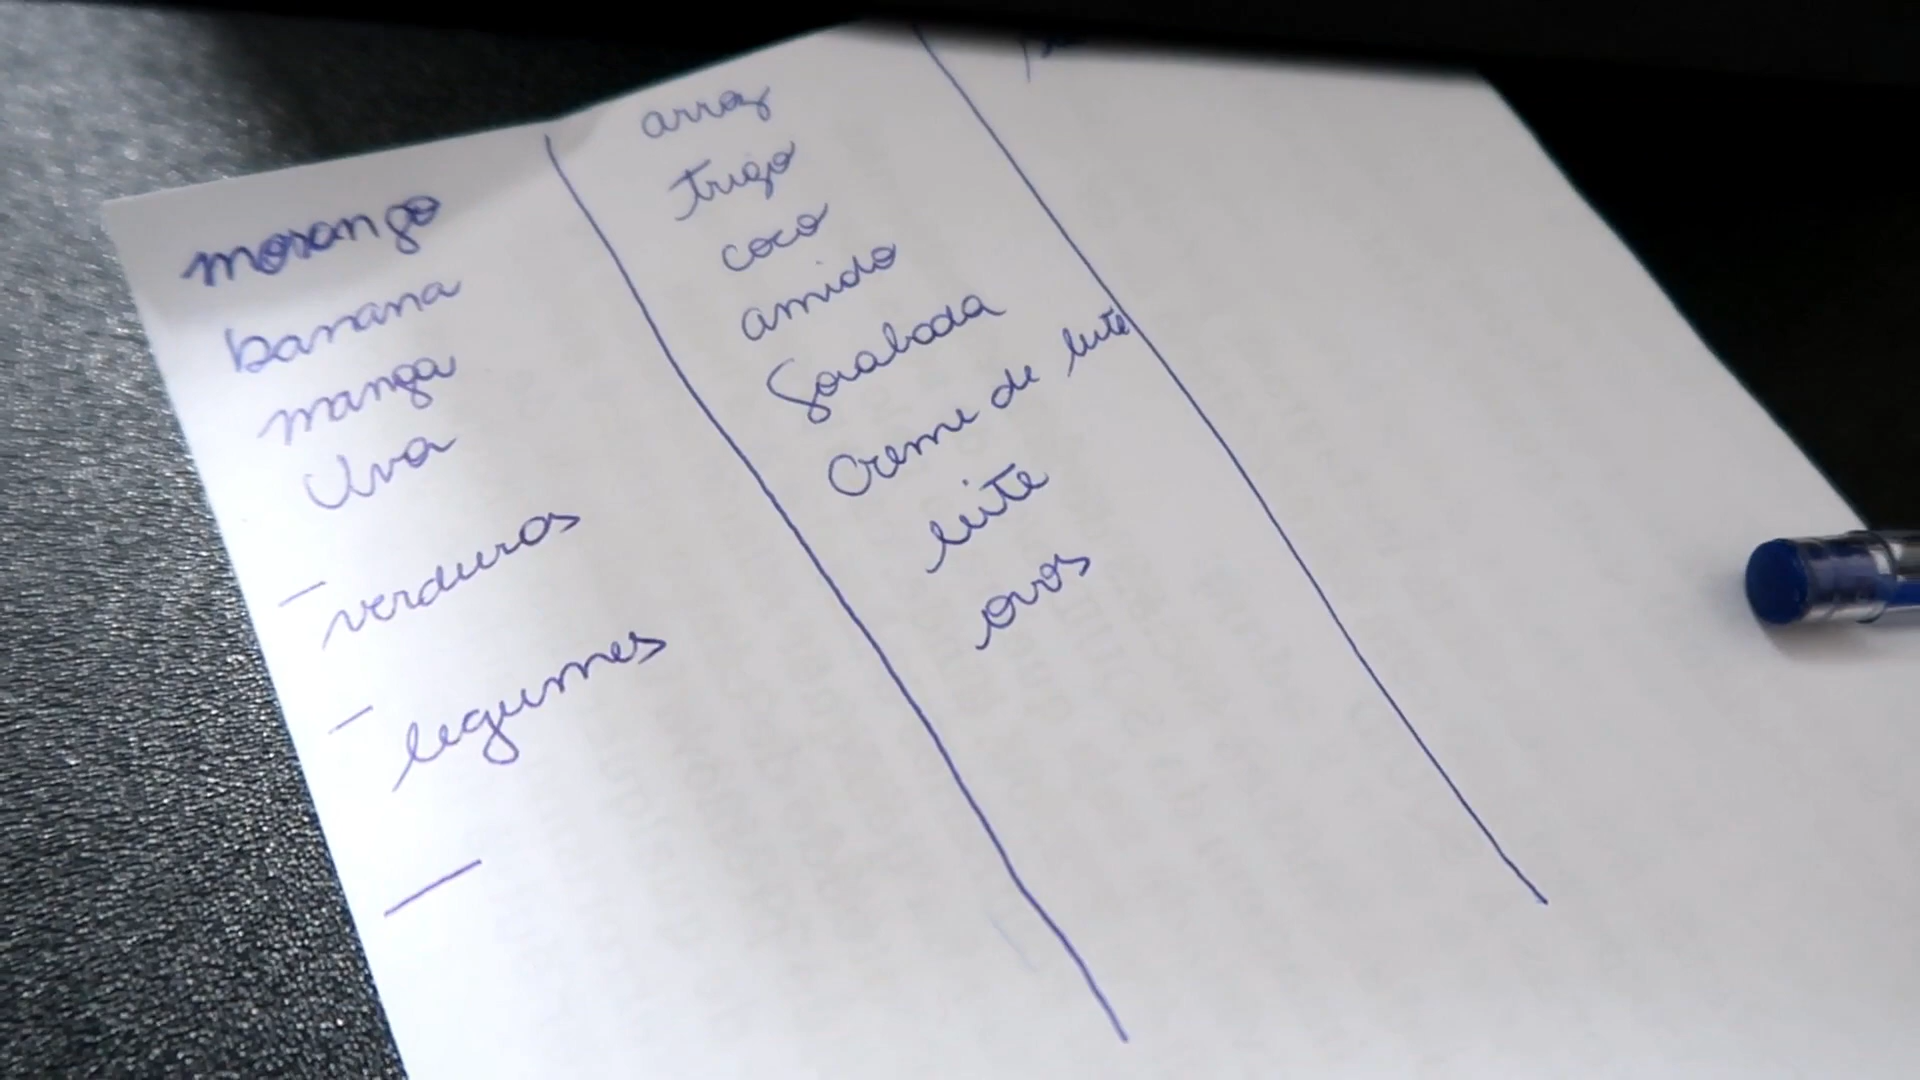 morango
banana
manga
Uva
- verduras
- legumes
arroz
trigo
coco
amido
Goiabada
Creme de leite
leite
ovos